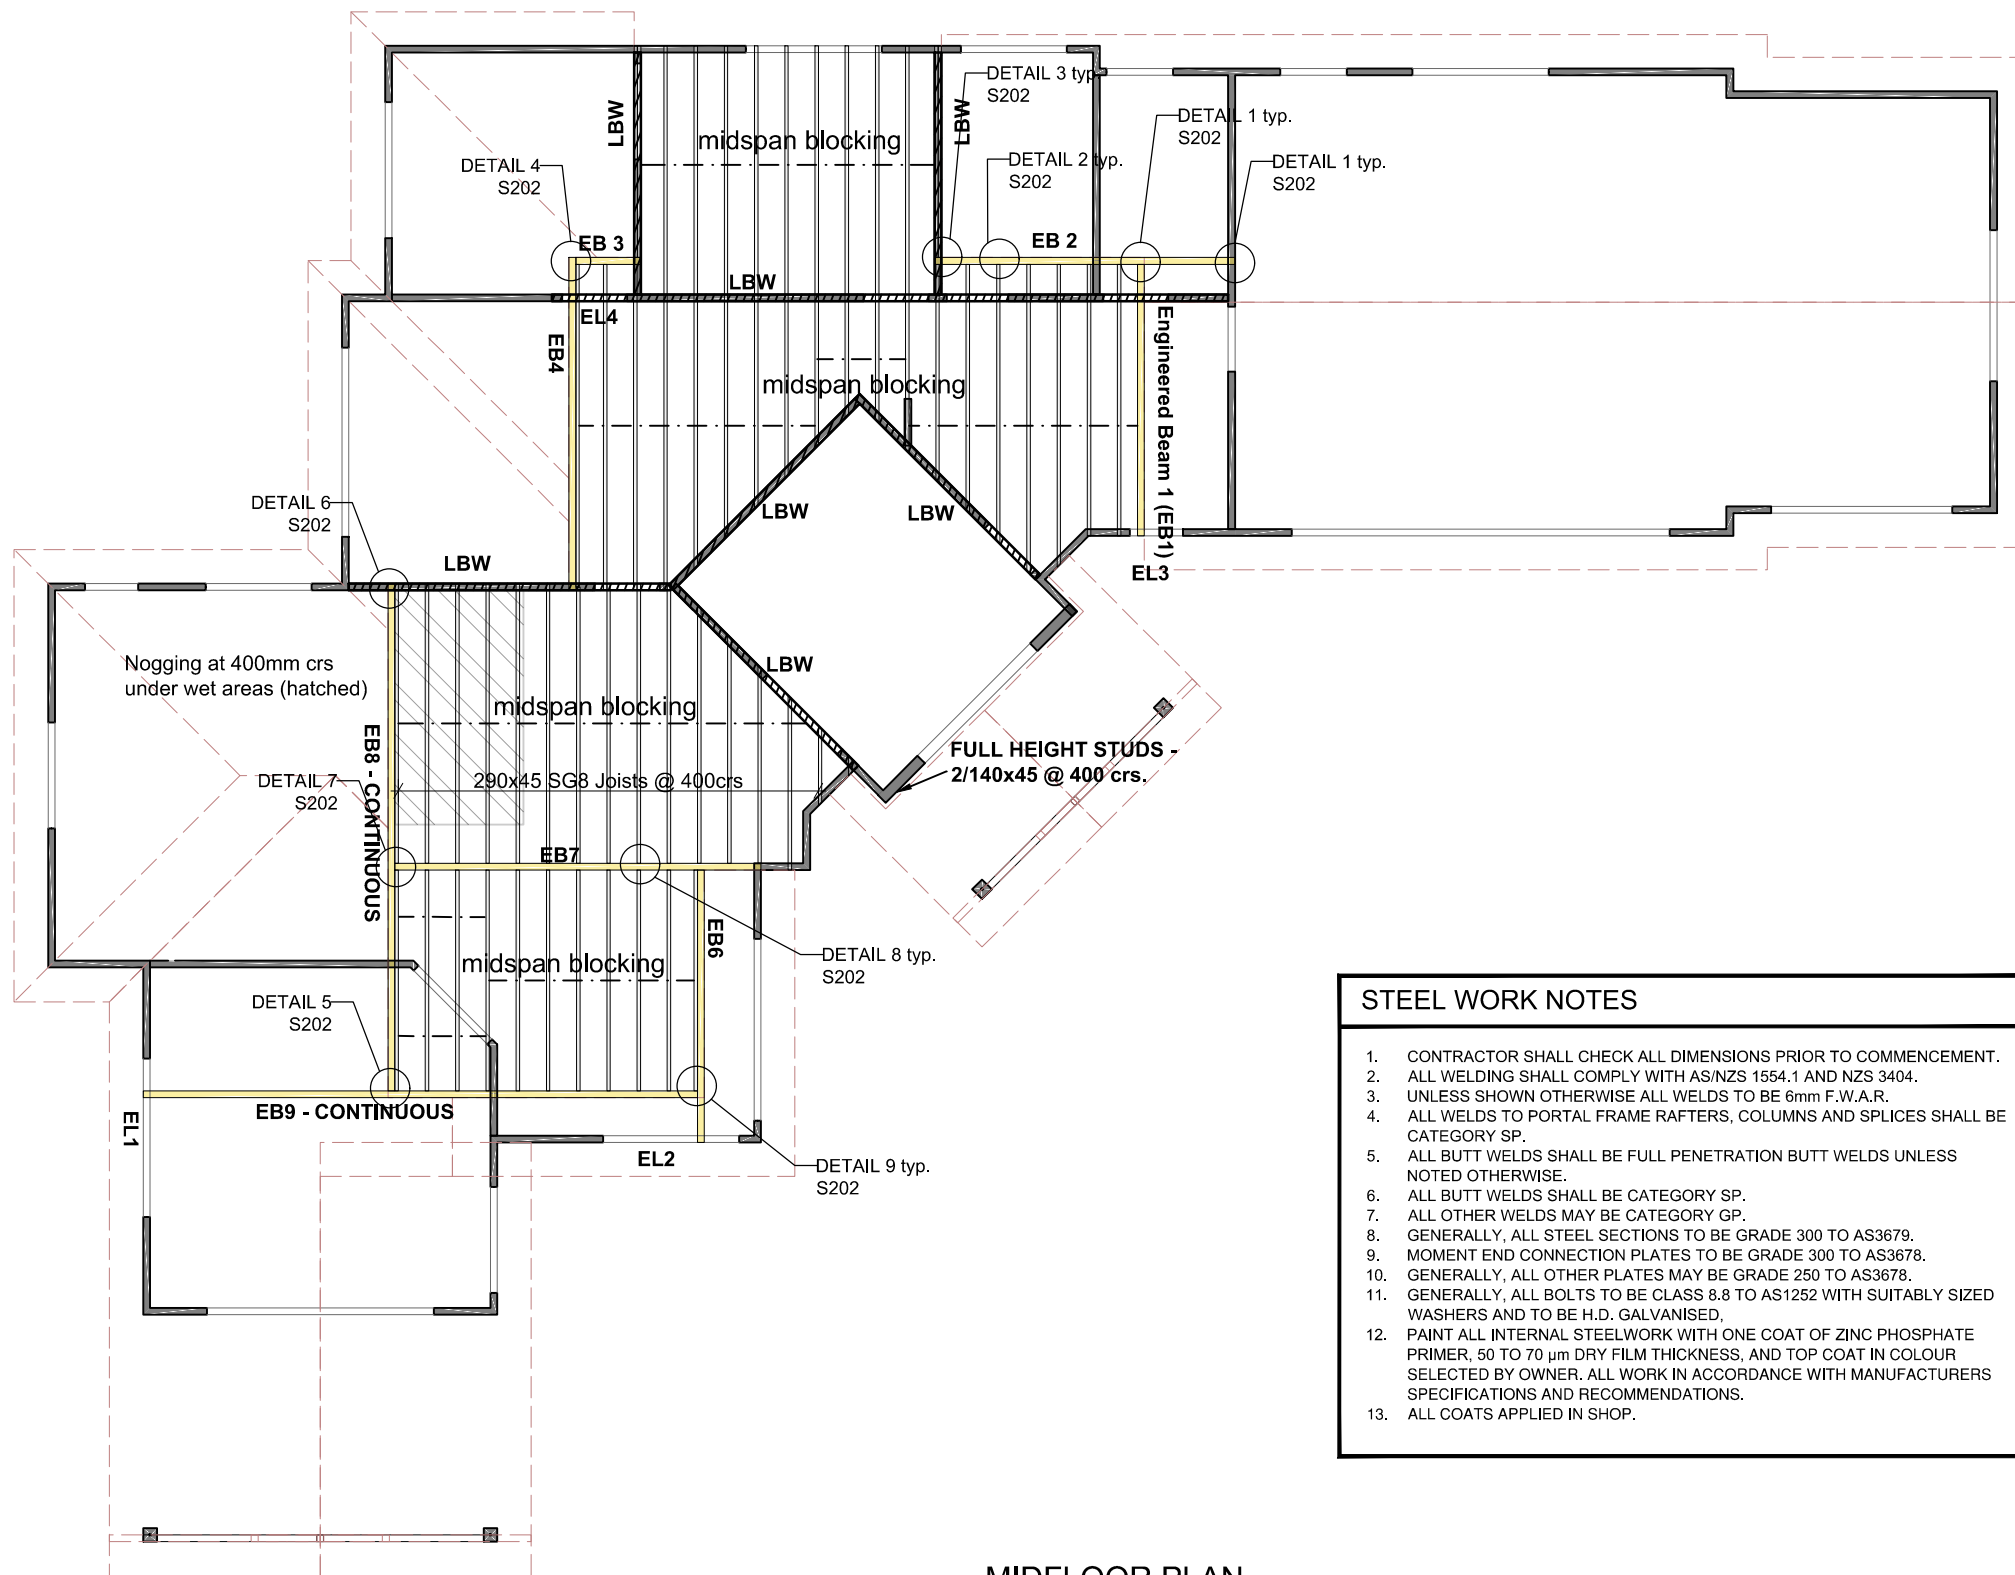 DETAIL 3 typ.
S202
LBW
LBW
DETAIL 1 typ.
S202
midspan blocking
DETAIL 4
S202
DETAIL 2 typ.
S202
DETAIL 1 typ.
S202
EB 3
EB 2
LBW
EL4
EB4
Engineered Beam 1 (EB1)
midspan blocking
DETAIL 6
S202
LBW
LBW
LBW
EL3
Nogging at 400mm crs
under wet areas (hatched)
LBW
midspan blocking
EB8 - CONTINUOUS
FULL HEIGHT STUDS -
2/140x45 @ 400 crs.
DETAIL 7
S202
290x45 SG8 Joists @ 400crs
EB7
EB6
DETAIL 8 typ.
S202
midspan blocking
DETAIL 5
S202
EL1
EB9 - CONTINUOUS
EL2
DETAIL 9 typ.
S202
STEEL WORK NOTES
1. CONTRACTOR SHALL CHECK ALL DIMENSIONS PRIOR TO COMMENCEMENT.
2. ALL WELDING SHALL COMPLY WITH AS/NZS 1554.1 AND NZS 3404.
3. UNLESS SHOWN OTHERWISE ALL WELDS TO BE 6mm F.W.A.R.
4. ALL WELDS TO PORTAL FRAME RAFTERS, COLUMNS AND SPLICES SHALL BE
CATEGORY SP.
5. ALL BUTT WELDS SHALL BE FULL PENETRATION BUTT WELDS UNLESS
NOTED OTHERWISE.
6. ALL BUTT WELDS SHALL BE CATEGORY SP.
7. ALL OTHER WELDS MAY BE CATEGORY GP.
8. GENERALLY, ALL STEEL SECTIONS TO BE GRADE 300 TO AS3679.
9. MOMENT END CONNECTION PLATES TO BE GRADE 300 TO AS3678.
10. GENERALLY, ALL OTHER PLATES MAY BE GRADE 250 TO AS3678.
11. GENERALLY, ALL BOLTS TO BE CLASS 8.8 TO AS1252 WITH SUITABLY SIZED
WASHERS AND TO BE H.D. GALVANISED,
12. PAINT ALL INTERNAL STEELWORK WITH ONE COAT OF ZINC PHOSPHATE
PRIMER, 50 TO 70 µm DRY FILM THICKNESS, AND TOP COAT IN COLOUR
SELECTED BY OWNER. ALL WORK IN ACCORDANCE WITH MANUFACTURERS
SPECIFICATIONS AND RECOMMENDATIONS.
13. ALL COATS APPLIED IN SHOP.
MIDFLOOR PLAN